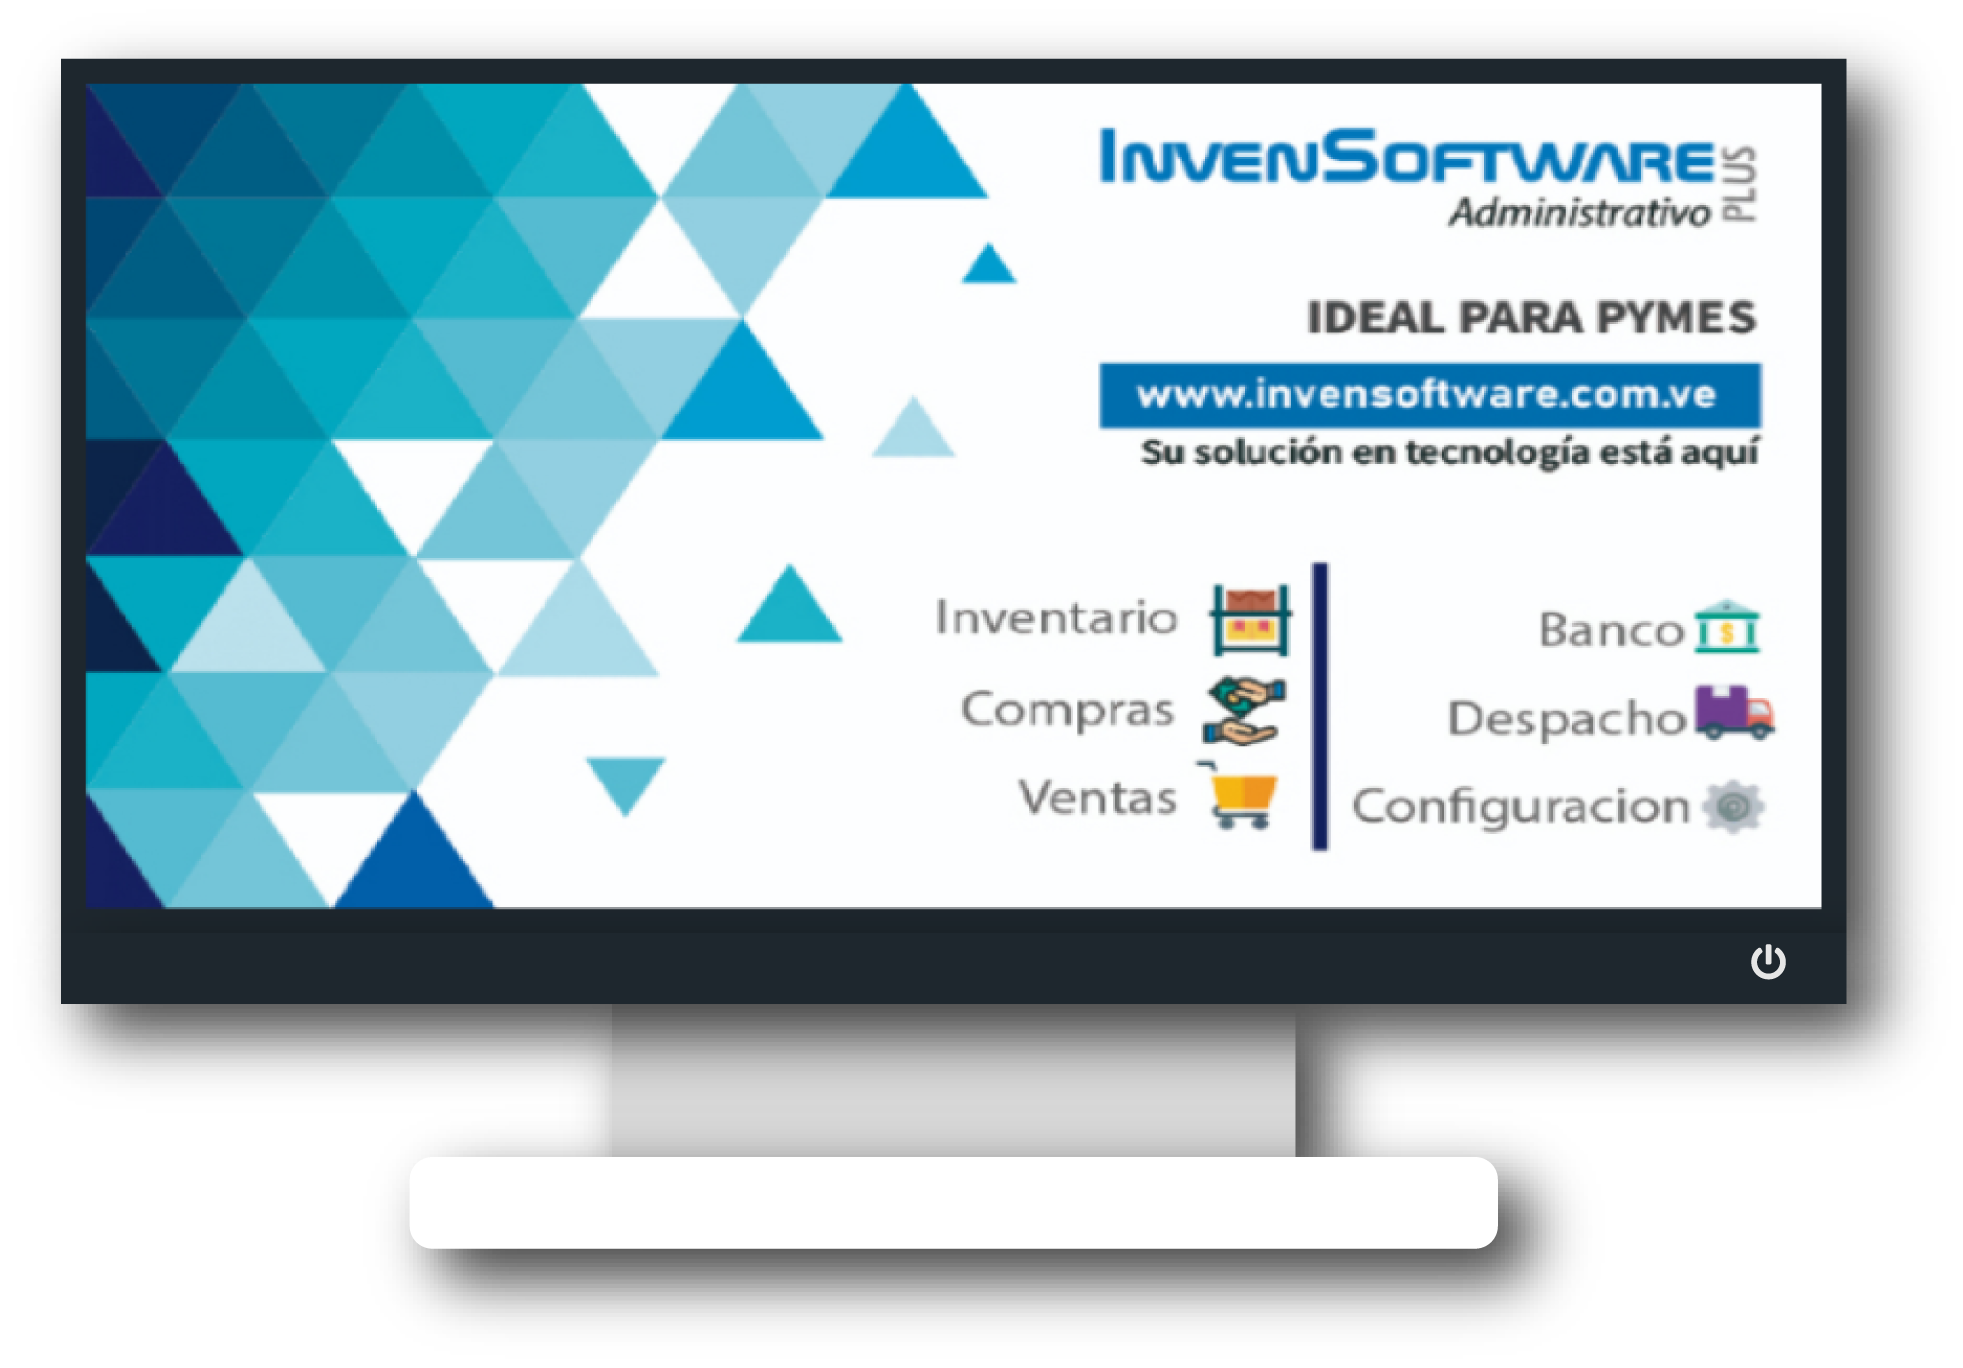 INVENSOFTWARE PLUS
Administrativo
IDEAL PARA PYMES
www.invensoftware.com.ve
Su solución en tecnología está aquí
Inventario
Compras
Ventas
Banco
Despacho
Configuracion